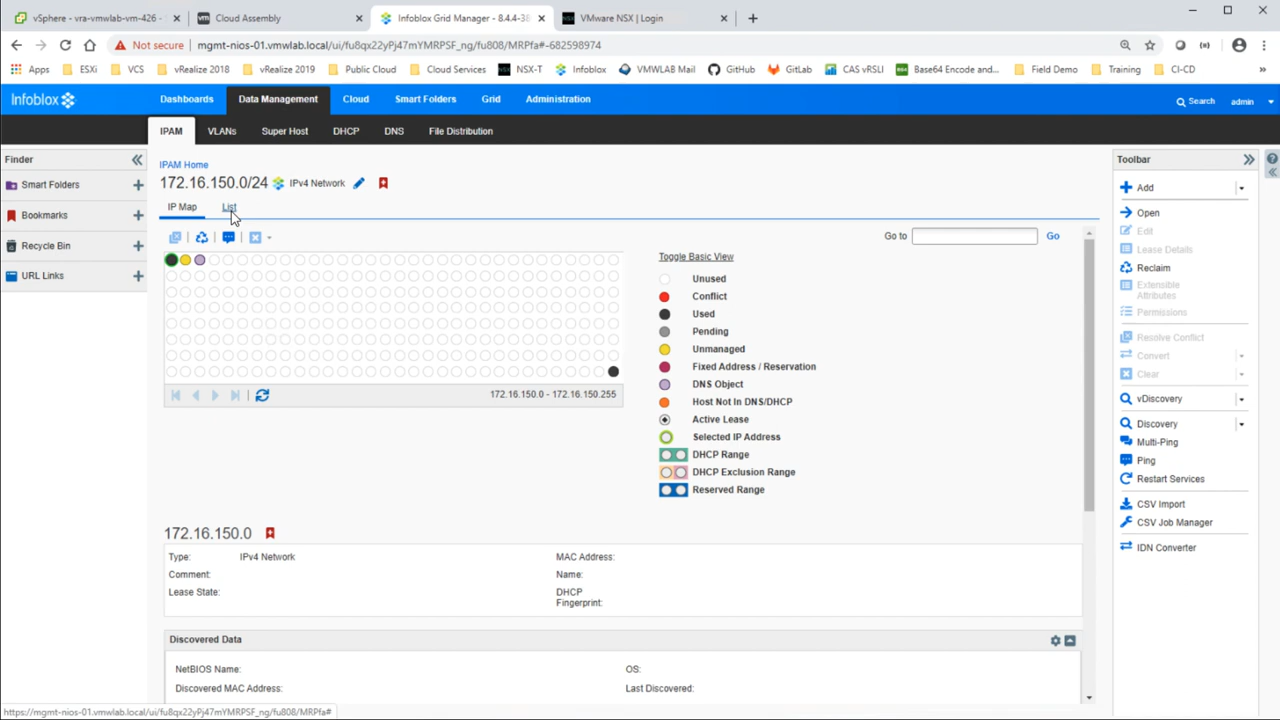 vSphere - vra-vmwlab-vm-426 -
Cloud Assembly
Infoblox Grid Manager - 8.4.4-38
VMware NSX | Login
Not secure
mgmt-nios-01.vmwlab.local/ui/fu8qx22yPj47mYMRPSF_ng/fu808/MRPfa#-682598974
Apps
ESXi
VCS
vRealize 2018
vRealize 2019
Public Cloud
Cloud Services
NSX-T
Infoblox
VMWLAB Mail
GitHub
GitLab
CAS vRSLI
Base64 Encode and...
Field Demo
Training
CI-CD
Infoblox
Dashboards
Data Management
Cloud
Smart Folders
Grid
Administration
Search
admin
IPAM
VLANs
Super Host
DHCP
DNS
File Distribution
Finder
Smart Folders
Bookmarks
Recycle Bin
URL Links
IPAM Home
172.16.150.0/24
IPv4 Network
IP Map
List
Go to
Go
Toggle Basic View
Unused
Conflict
Used
Pending
Unmanaged
Fixed Address / Reservation
DNS Object
Host Not In DNS/DHCP
Active Lease
Selected IP Address
DHCP Range
DHCP Exclusion Range
Reserved Range
172.16.150.0 - 172.16.150.255
172.16.150.0
Type:
IPv4 Network
Comment:
Lease State:
MAC Address:
Name:
DHCP
Fingerprint:
Discovered Data
NetBIOS Name:
OS:
Discovered MAC Address:
Last Discovered:
Toolbar
Add
Open
Edit
Lease Details
Reclaim
Extensible
Attributes
Permissions
Resolve Conflict
Convert
Clear
vDiscovery
Discovery
Multi-Ping
Ping
Restart Services
CSV Import
CSV Job Manager
IDN Converter
https://mgmt-nios-01.vmwlab.local/ui/fu8qx22yPj47mYMRPSF_ng/fu808/MRPfa#